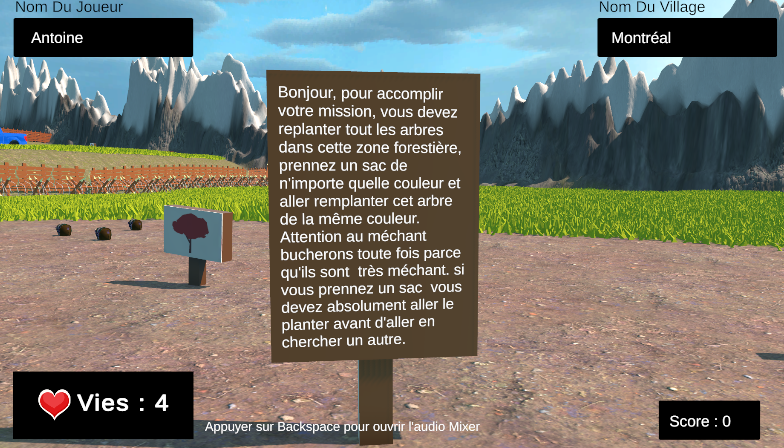 Nom Du Joueur
Nom Du Village
Antoine
Montréal
Bonjour, pour accomplir
votre mission, vous devez
replanter tout les arbres
dans cette zone forestière,
prennez un sac de
n'importe quelle couleur et
aller remplanter cet arbre
de la même couleur.
Attention au méchant
bucherons toute fois parce
qu'ils sont très méchant. si
vous prennez un sac vous
devez absolument aller le
planter avant d'aller en
chercher un autre.
Vies : 4
Appuyer sur Backspace pour ouvrir l'audio Mixer
Score : 0